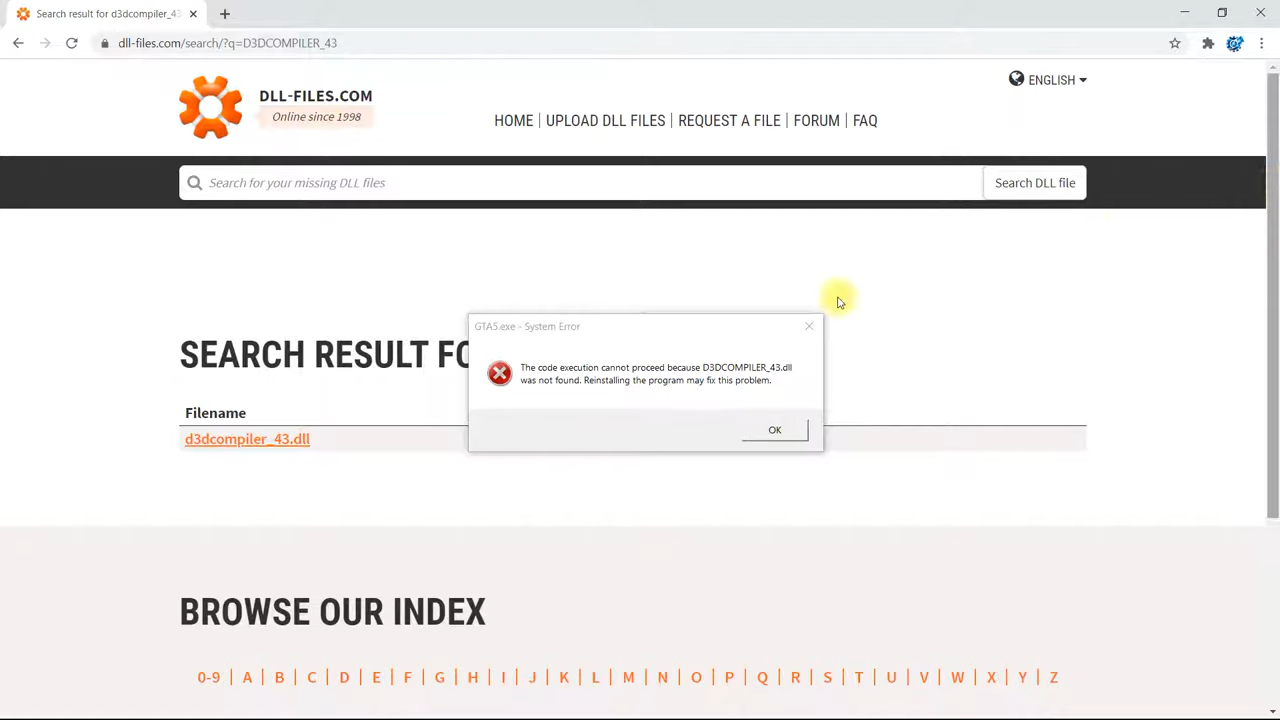 Search result for d3dcompiler_43
dll-files.com/search/?q=D3DCOMPILER_43
DLL-FILES.COM
Online since 1998
ENGLISH
HOME | UPLOAD DLL FILES | REQUEST A FILE | FORUM | FAQ
Search for your missing DLL files
Search DLL file
GTA5.exe - System Error
The code execution cannot proceed because D3DCOMPILER_43.dll
was not found. Reinstalling the program may fix this problem.
OK
SEARCH RESULT FO
Filename
d3dcompiler_43.dll
BROWSE OUR INDEX
0-9 | A | B | C | D | E | F | G | H | I | J | K | L | M | N | O | P | Q | R | S | T | U | V | W | X | Y | Z